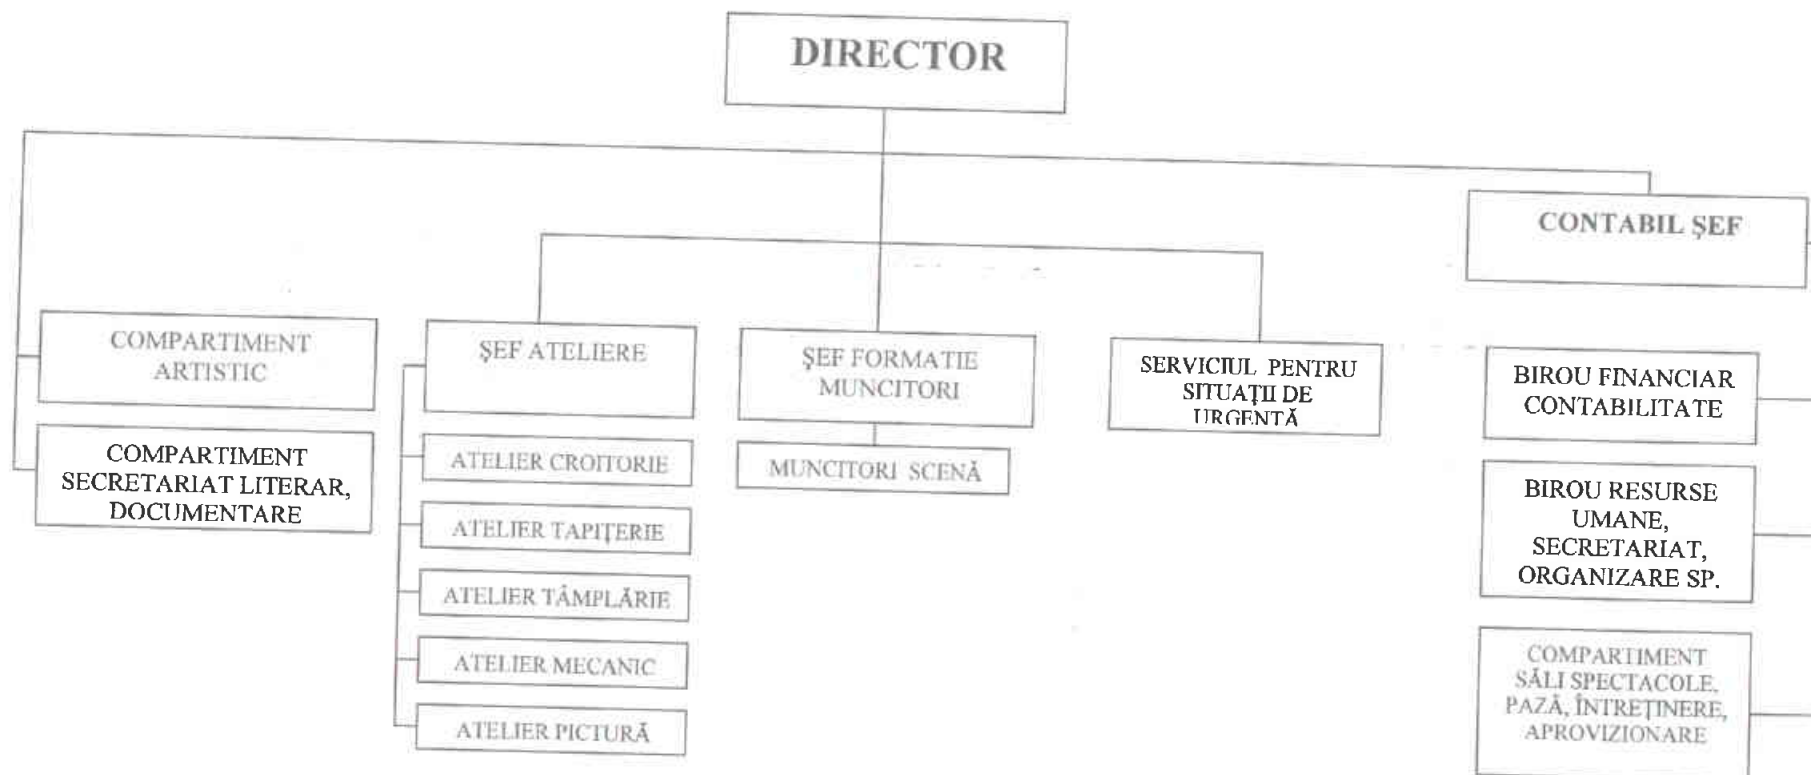 DIRECTOR
CONTABIL ŞEF
COMPARTIMENT
ARTISTIC
COMPARTIMENT
SECRETARIAT LITERAR,
DOCUMENTARE
ŞEF ATELIERE
ATELIER CROITORIE
ATELIER TAPIŢERIE
ATELIER TÂMPLĂRIE
ATELIER MECANIC
ATELIER PICTURĂ
ŞEF FORMATIE
MUNCITORI
MUNCITORI SCENĂ
SERVICIUL PENTRU
SITUAŢII DE
URGENTĂ
BIROU FINANCIAR
CONTABILITATE
BIROU RESURSE
UMANE,
SECRETARIAT,
ORGANIZARE SP.
COMPARTIMENT
SĂLI SPECTACOLE,
PAZĂ, ÎNTREŢINERE,
APROVIZIONARE